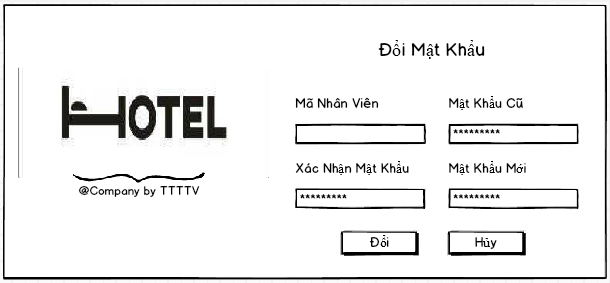 HOTEL
@Company by TTTTV
Đổi Mật Khẩu
Mã Nhân Viên
Mật Khẩu Cũ
*********
Xác Nhận Mật Khẩu
Mật Khẩu Mới
*********
*********
Đổi
Hủy